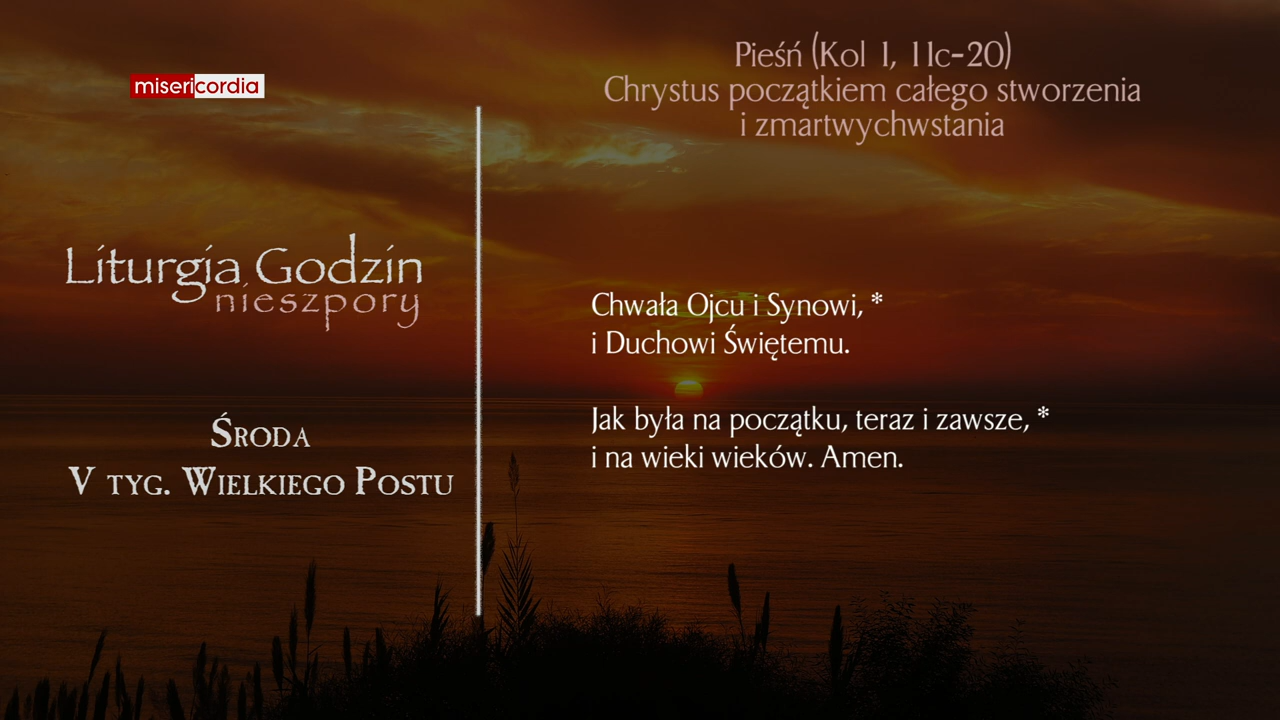 misericordia
Liturgia Godzin
nieszpory
Środa
V tyg. Wielkiego Postu
Pieśń (Kol 1, 11c-20)
Chrystus początkiem całego stworzenia
i zmartwychwstania
Chwała Ojcu i Synowi, *
i Duchowi Świętemu.
Jak była na początku, teraz i zawsze, *
i na wieki wieków. Amen.